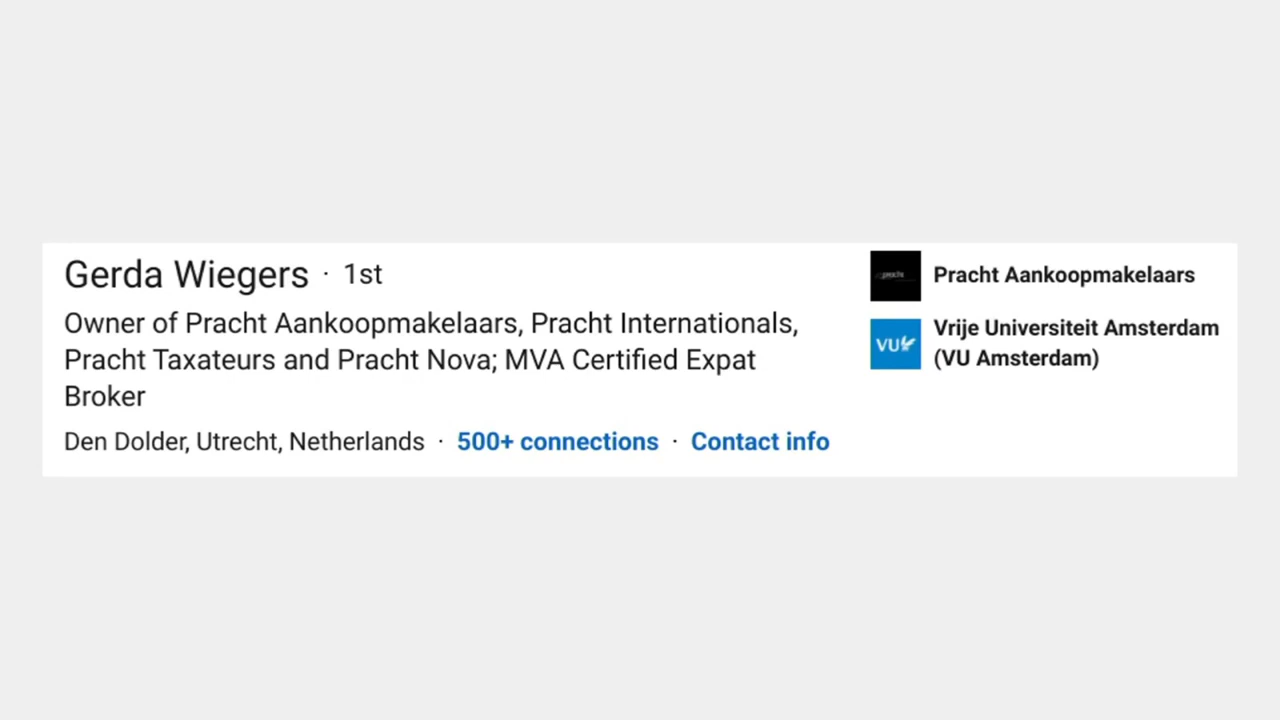 Gerda Wiegers · 1st
Owner of Pracht Aankoopmakelaars, Pracht Internationals,
Pracht Taxateurs and Pracht Nova; MVA Certified Expat
Broker
Den Dolder, Utrecht, Netherlands · 500+ connections · Contact info
pracht
Pracht Aankoopmakelaars
VU
Vrije Universiteit Amsterdam
(VU Amsterdam)